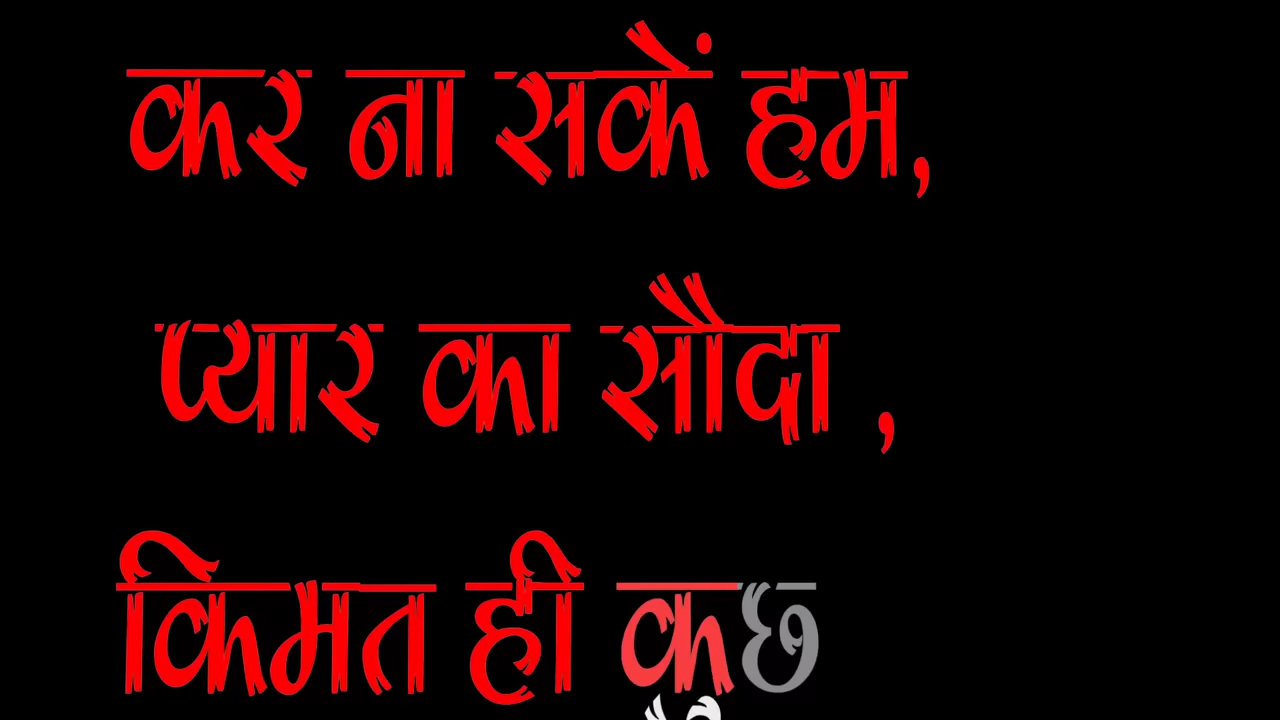 कर ना सकें हम,
प्यार का सौदा ,
किमत ही कुछ